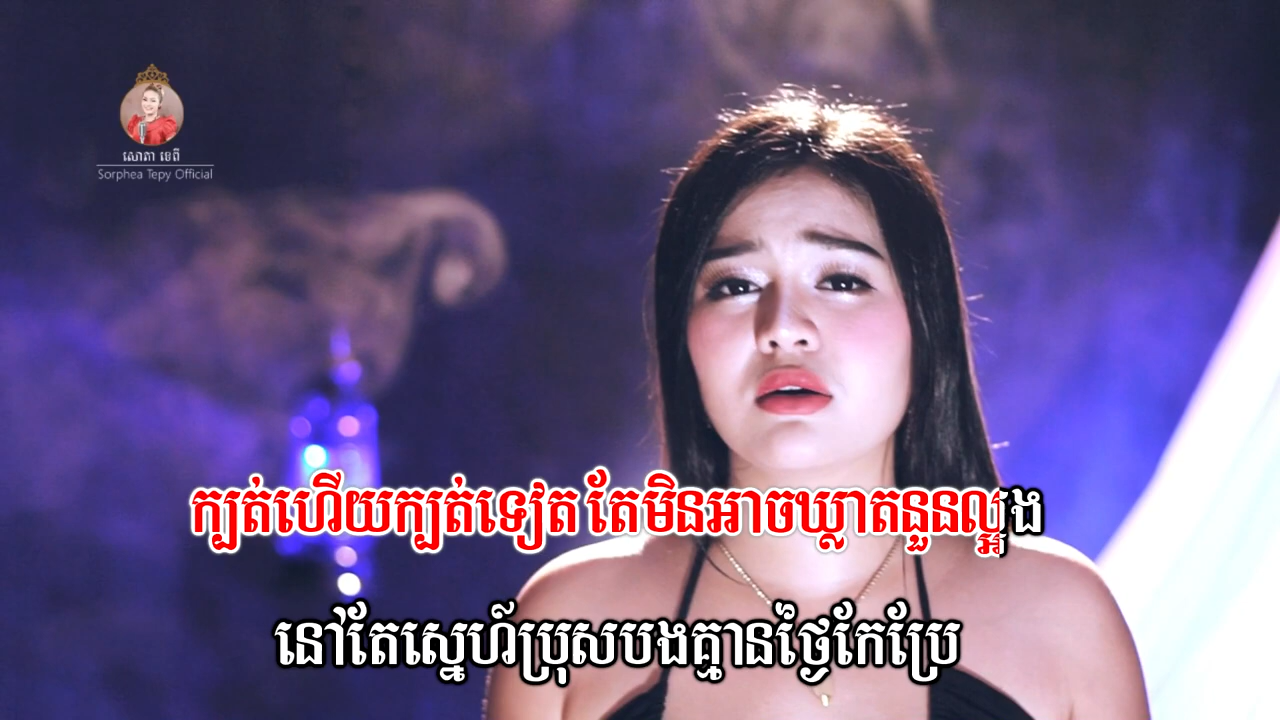 សោភា ទេពី
Sorphea Tepy Official
ក្បត់ហើយក្បត់ទៀត តែមិនអាចឃ្លាតនួនល្អង
នៅតែស្នេហ៍ប្រុសបងគ្មានថ្ងៃកែប្រែ